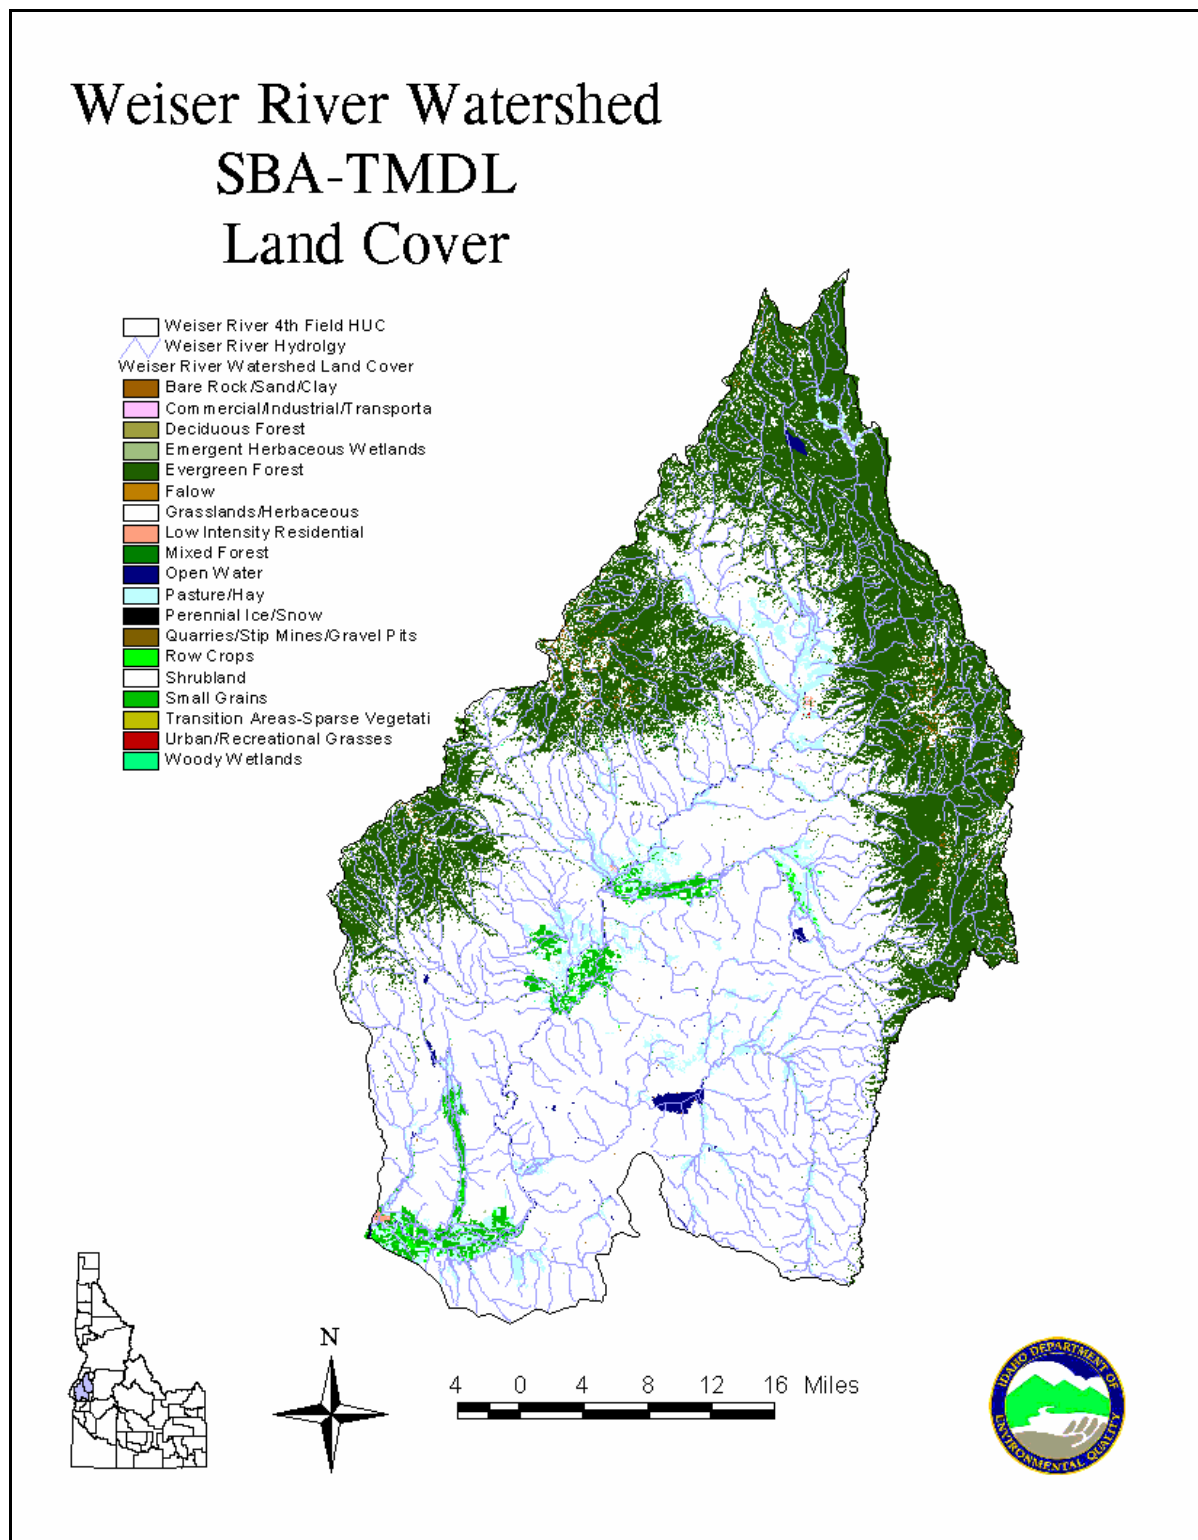 Weiser River Watershed
SBA-TMDL
Land Cover
Weiser River 4th Field HUC
Weiser River Hydrolgy
Weiser River Watershed Land Cover
Bare Rock/Sand/Clay
Commercial/Industrial/Transporta
Deciduous Forest
Emergent Herbaceous Wetlands
Evergreen Forest
Falow
Grasslands/Herbaceous
Low Intensity Residential
Mixed Forest
Open Water
Pasture/Hay
Perennial Ice/Snow
Quarries/Stip Mines/Gravel Pits
Row Crops
Shrubland
Small Grains
Transition Areas-Sparse Vegetati
Urban/Recreational Grasses
Woody Wetlands
N
4 0 4 8 12 16 Miles
IDAHO DEPARTMENT OF
ENVIRONMENTAL QUALITY